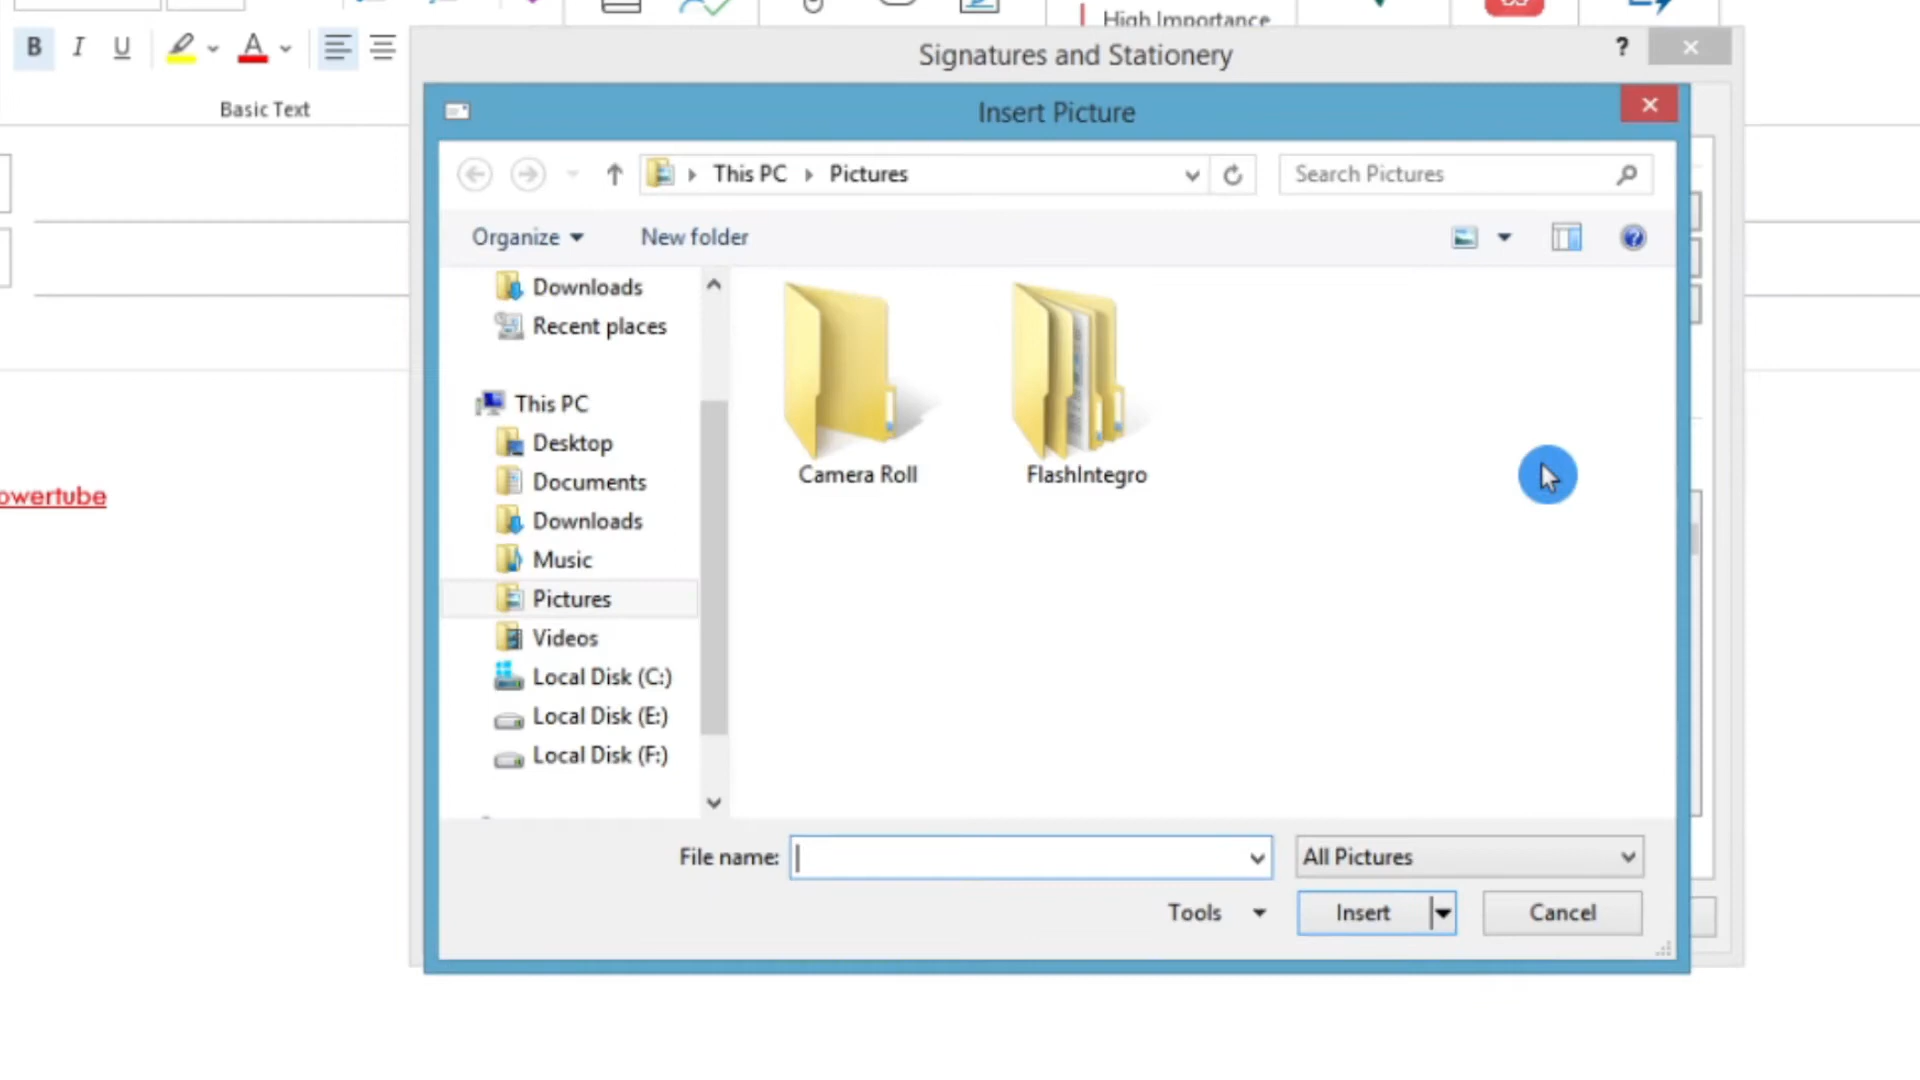 High Importance
B I U A
Basic Text
Signatures and Stationery
?
Insert Picture
This PC Pictures
Search Pictures
Organize
New folder
Downloads
Recent places
This PC
Desktop
Documents
Downloads
Music
Pictures
Videos
Local Disk (C:)
Local Disk (E:)
Local Disk (F:)
Camera Roll
FlashIntegro
owertube
File name:
All Pictures
Tools
Insert
Cancel